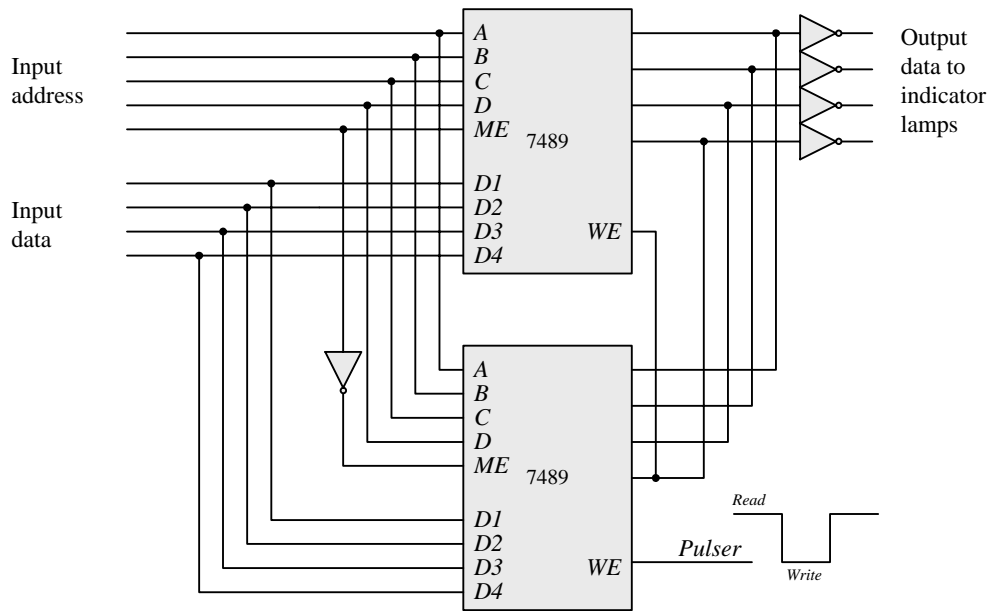 Input
address
A
B
C
D
ME
7489
D1
D2
D3
D4
WE
Output
data to
indicator
lamps
Input
data
A
B
C
D
ME
7489
D1
D2
D3
D4
WE
Pulser
Read
Write